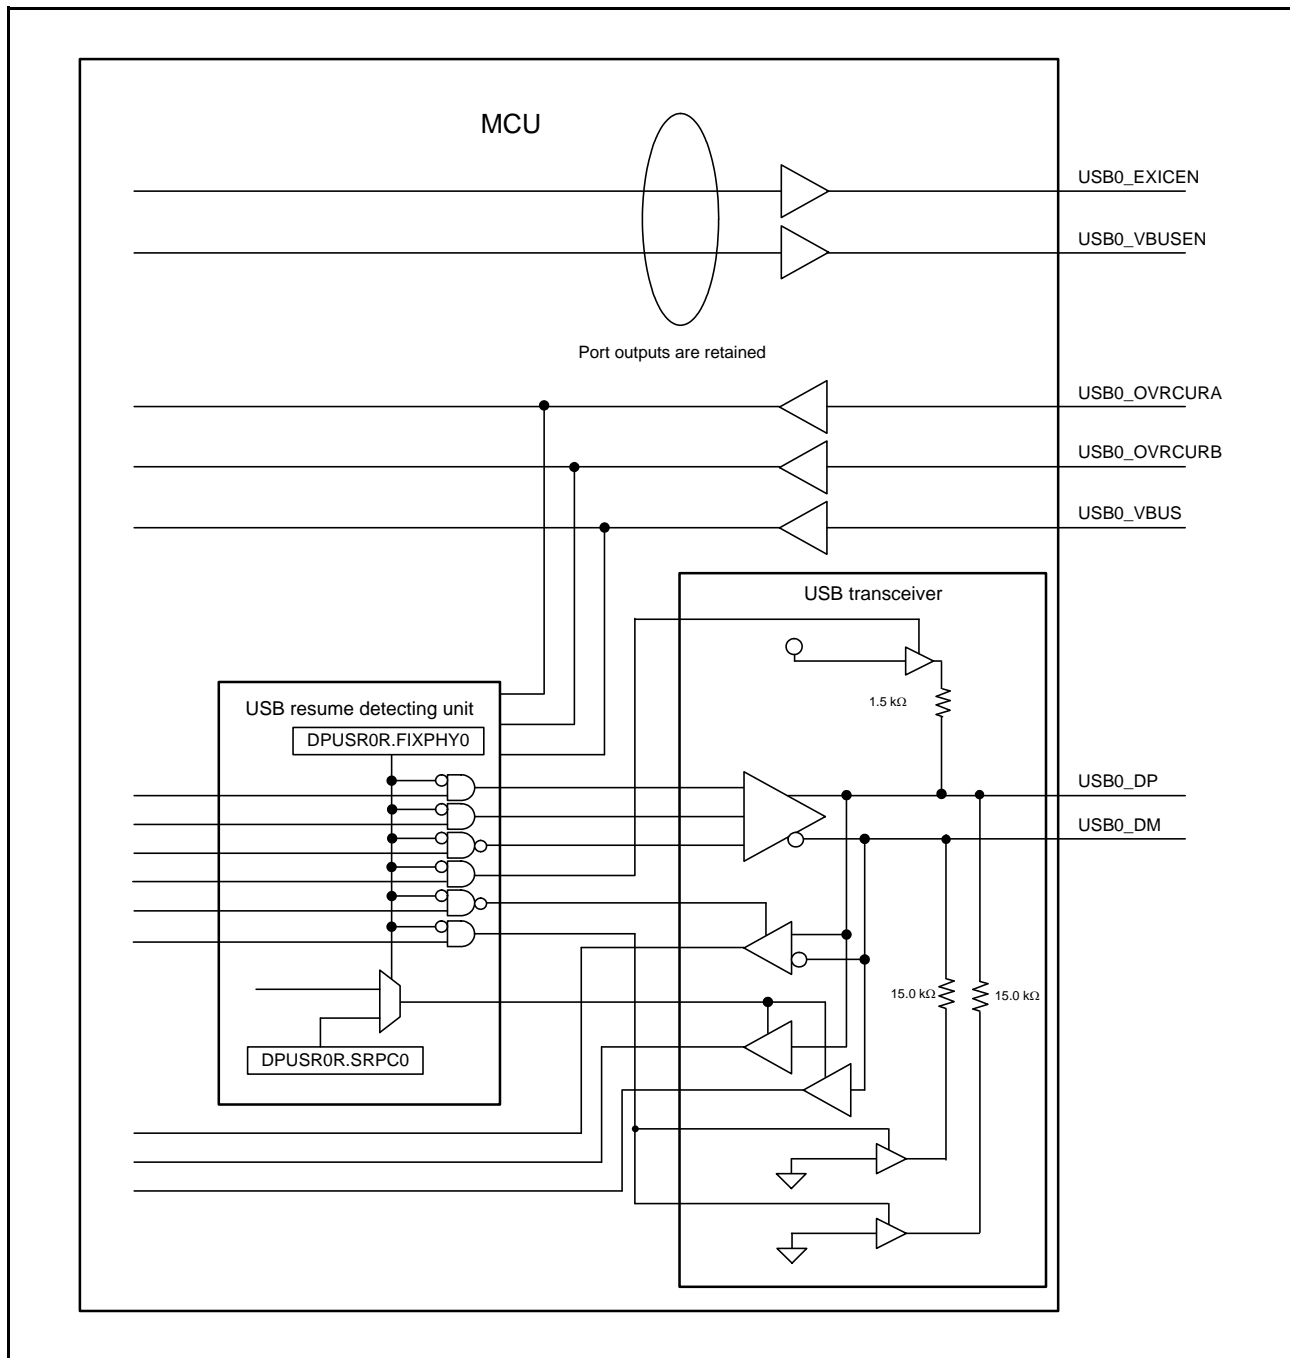 MCU
USB0_EXICEN
USB0_VBUSEN
Port outputs are retained
USB0_OVRCURA
USB0_OVRCURB
USB0_VBUS
USB transceiver
1.5 kΩ
USB resume detecting unit
DPUSR0R.FIXPHY0
USB0_DP
USB0_DM
15.0 kΩ
15.0 kΩ
DPUSR0R.SRPC0